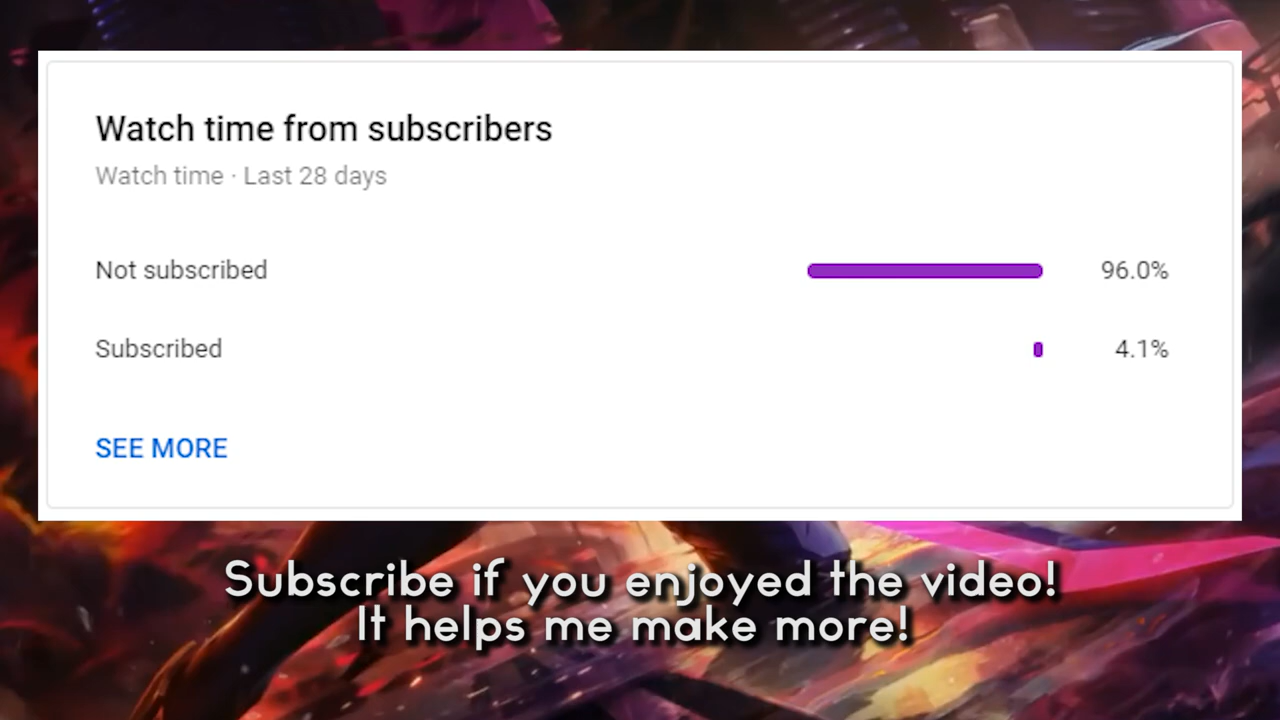 Watch time from subscribers
Watch time · Last 28 days
Not subscribed 96.0%
Subscribed 4.1%
SEE MORE
Subscribe if you enjoyed the video!
It helps me make more!